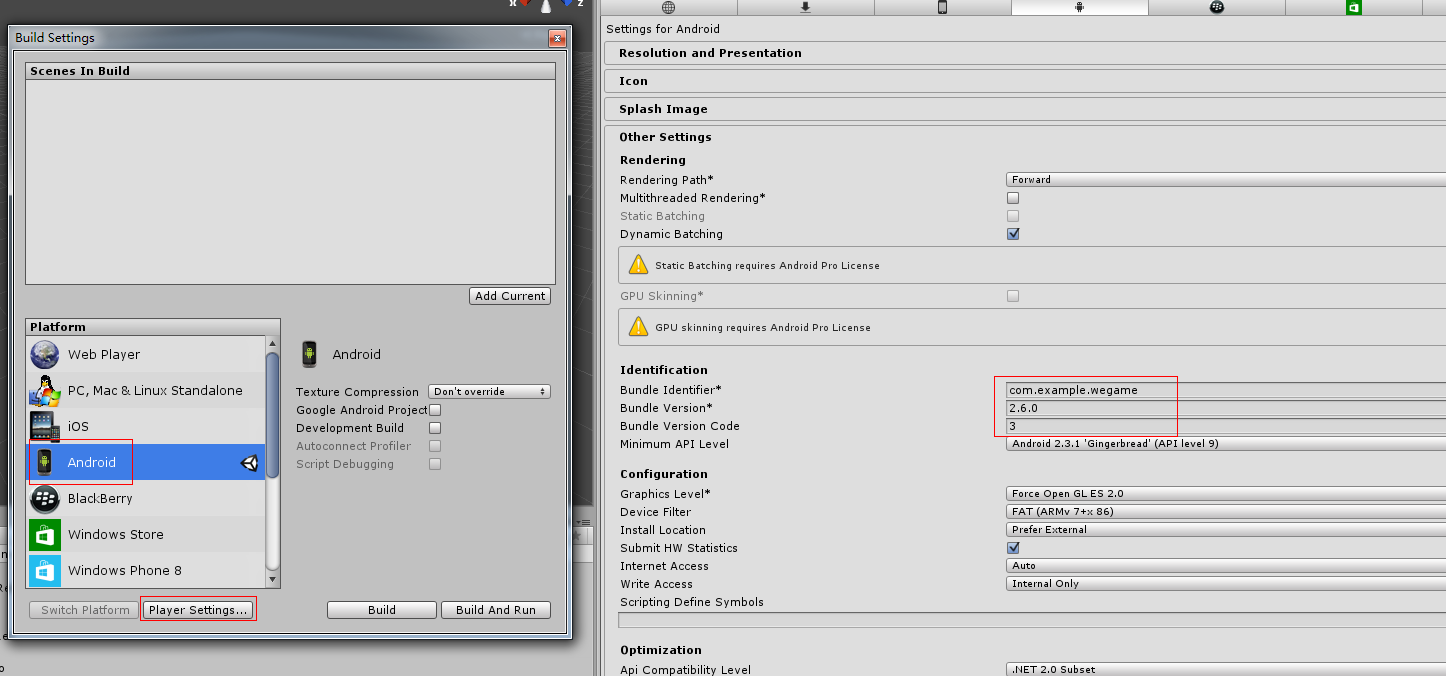 x
z
Build Settings
Scenes In Build
Add Current
Platform
Web Player
PC, Mac & Linux Standalone
iOS
Android
BlackBerry
Windows Store
Windows Phone 8
Android
Texture Compression Don't override
Google Android Project
Development Build
Autoconnect Profiler
Script Debugging
Switch Platform
Player Settings...
Build
Build And Run
Settings for Android
Resolution and Presentation
Icon
Splash Image
Other Settings
Rendering
Rendering Path* Forward
Multithreaded Rendering*
Static Batching
Dynamic Batching
Static Batching requires Android Pro License
GPU Skinning*
GPU skinning requires Android Pro License
Identification
Bundle Identifier* com.example.wegame
Bundle Version* 2.6.0
Bundle Version Code 3
Minimum API Level Android 2.3.1 'Gingerbread' (API level 9)
Configuration
Graphics Level* Force Open GL ES 2.0
Device Filter FAT (ARMv 7+x 86)
Install Location Prefer External
Submit HW Statistics
Internet Access Auto
Write Access Internal Only
Scripting Define Symbols
Optimization
Api Compatibility Level .NET 2.0 Subset